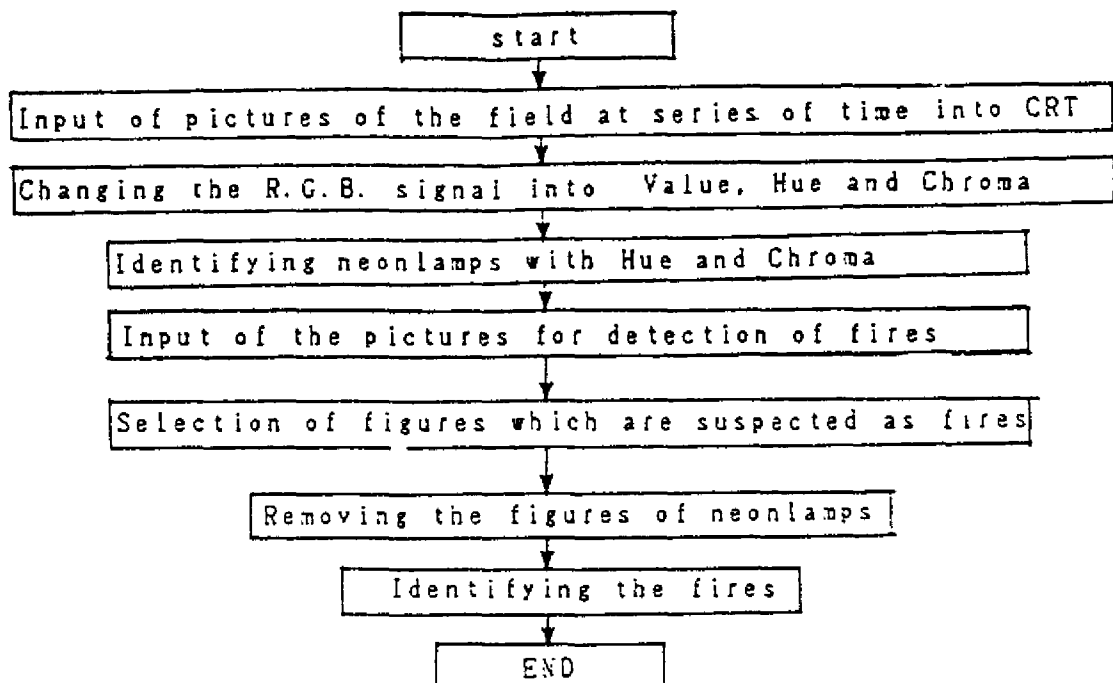 start
Input of pictures of the field at series of time into CRT
Changing the R.G.B. signal into Value, Hue and Chroma
Identifying neonlamps with Hue and Chroma
Input of the pictures for detection of fires
Selection of figures which are suspected as fires
Removing the figures of neonlamps
Identifying the fires
END